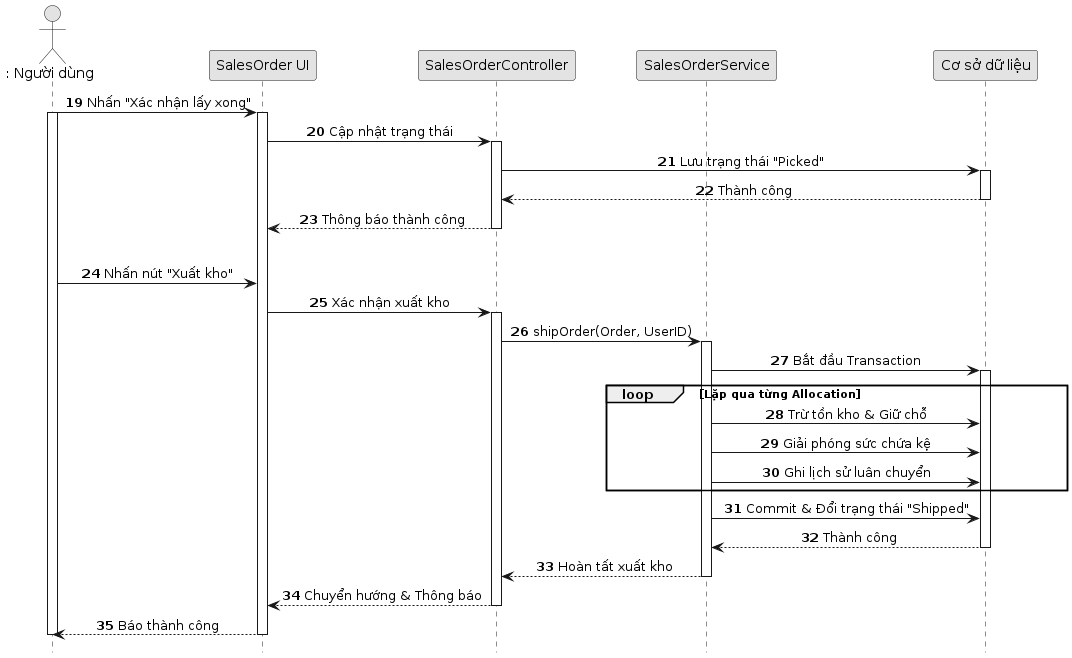 : Người dùng
SalesOrder UI
SalesOrderController
SalesOrderService
Cơ sở dữ liệu
19 Nhấn "Xác nhận lấy xong"
20 Cập nhật trạng thái
21 Lưu trạng thái "Picked"
22 Thành công
23 Thông báo thành công
24 Nhấn nút "Xuất kho"
25 Xác nhận xuất kho
26 shipOrder(Order, UserID)
27 Bắt đầu Transaction
loop [Lặp qua từng Allocation]
28 Trừ tồn kho & Giữ chỗ
29 Giải phóng sức chứa kệ
30 Ghi lịch sử luân chuyển
31 Commit & Đổi trạng thái "Shipped"
32 Thành công
33 Hoàn tất xuất kho
34 Chuyển hướng & Thông báo
35 Báo thành công